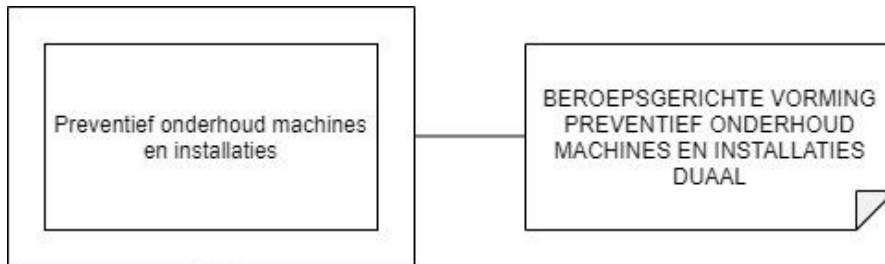 Preventief onderhoud machines
en installaties
BEROEPSGERICHTE VORMING
PREVENTIEF ONDERHOUD
MACHINES EN INSTALLATIES
DUAAL